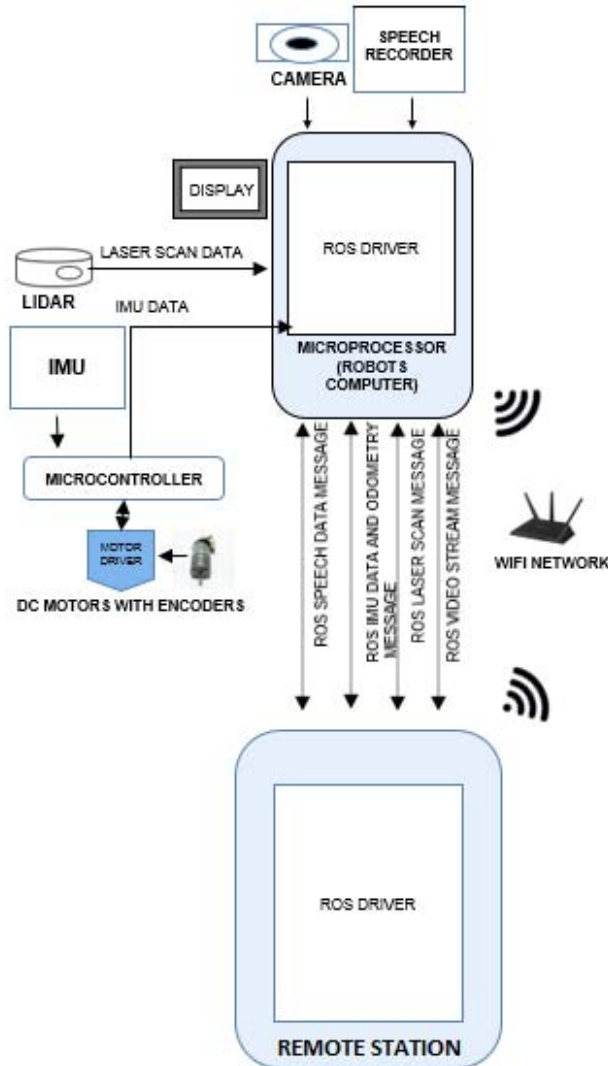 SPEECH
RECORDER
CAMERA
DISPLAY
ROS DRIVER
LASER SCAN DATA
LIDAR
IMU DATA
IMU
MICROPROCESSOR
(ROBOTS
COMPUTER)
MICROCONTROLLER
MOTOR
DRIVER
DC MOTORS WITH ENCODERS
ROS SPEECH DATA MESSAGE
ROS IMU DATA AND ODOMETRY
MESSAGE
ROS LASER SCAN MESSAGE
ROS VIDEO STREAM MESSAGE
WIFI NETWORK
ROS DRIVER
REMOTE STATION